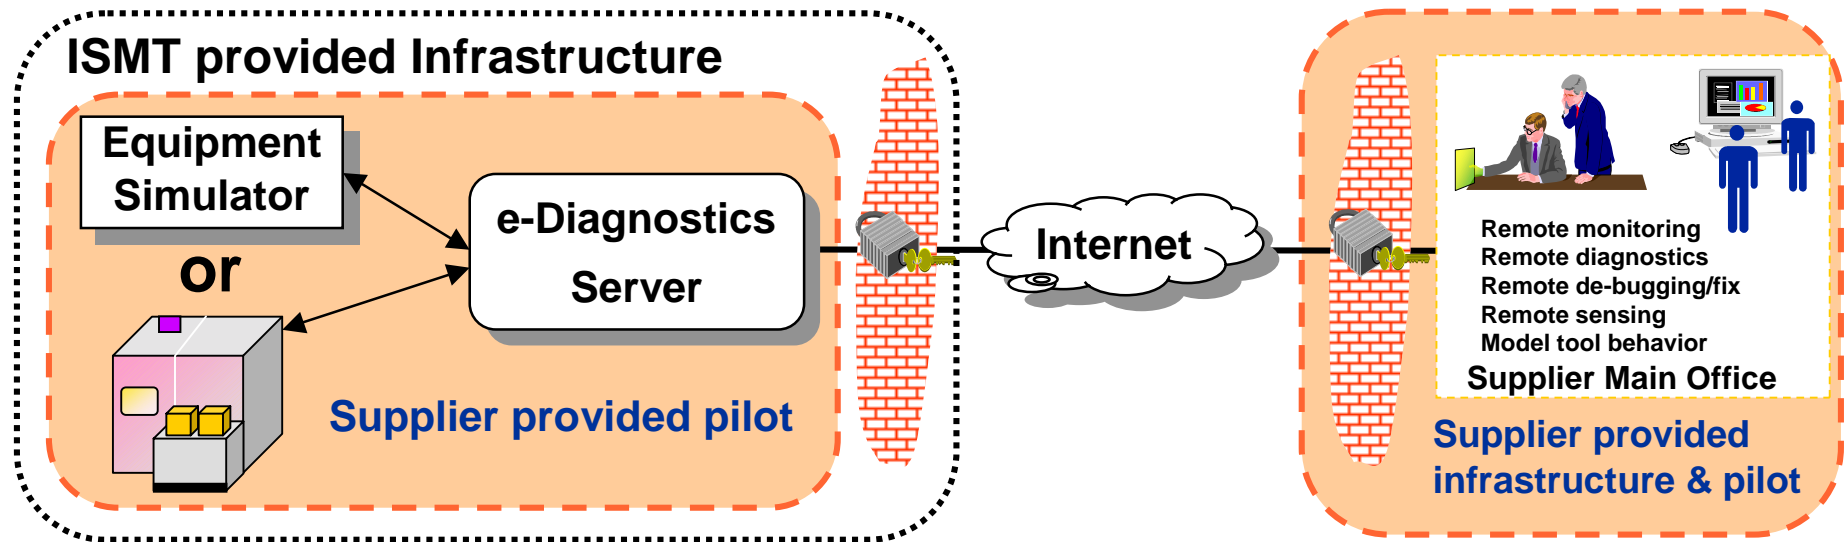 ISMT provided Infrastructure
Equipment
Simulator
or
e-Diagnostics
Server
Supplier provided pilot
Internet
Remote monitoring
Remote diagnostics
Remote de-bugging/fix
Remote sensing
Model tool behavior
Supplier Main Office
Supplier provided
infrastructure & pilot